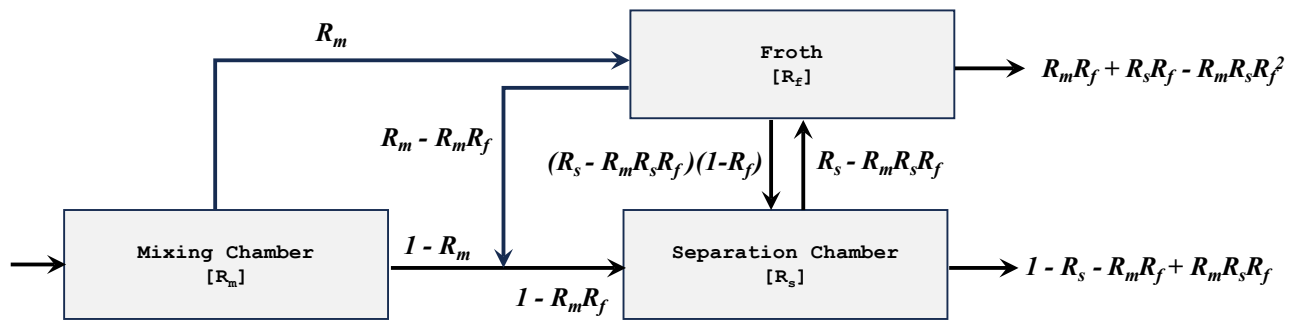 R_m
Froth
[R_f]
R_mR_f + R_sR_f - R_mR_sR_f^2
R_m - R_mR_f
(R_s - R_mR_sR_f)(1-R_f)
R_s - R_mR_sR_f
Mixing Chamber
[R_m]
1 - R_m
1 - R_mR_f
Separation Chamber
[R_s]
1 - R_s - R_mR_f + R_mR_sR_f